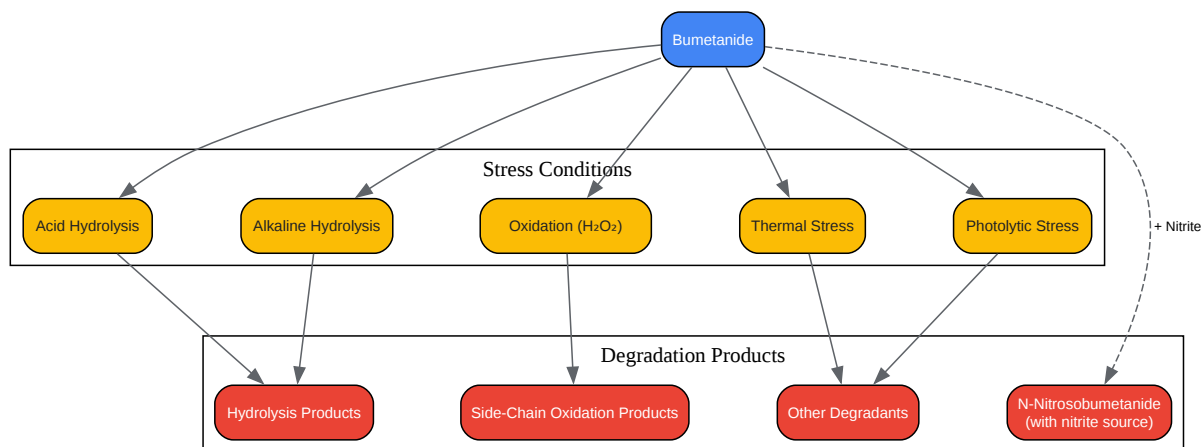 Bumetanide
Stress Conditions
Acid Hydrolysis
Alkaline Hydrolysis
Oxidation (H₂O₂)
Thermal Stress
Photolytic Stress
+ Nitrite
Degradation Products
Hydrolysis Products
Side-Chain Oxidation Products
Other Degradants
N-Nitrosobumetanide
(with nitrite source)